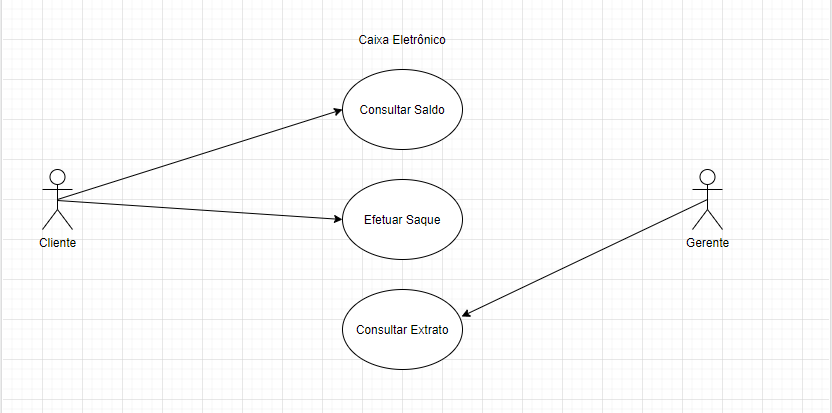 Caixa Eletrônico
Consultar Saldo
Efetuar Saque
Cliente
Gerente
Consultar Extrato